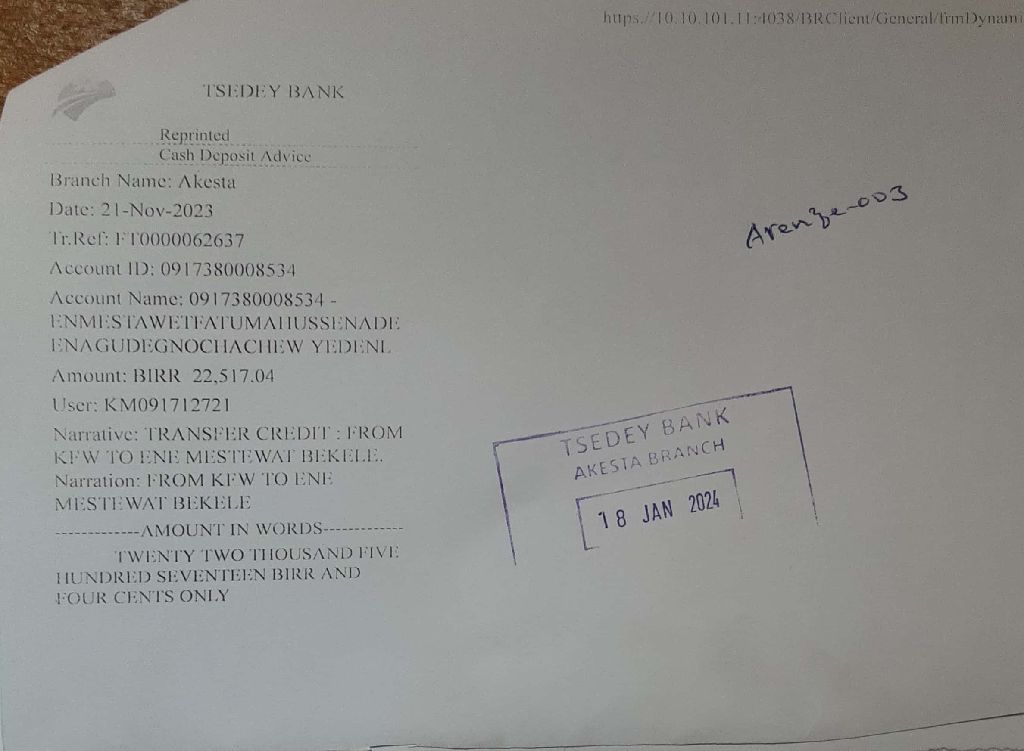 https://10.10.101.11:4038/BRClient/General/frmDynami
TSEDEY BANK
Reprinted
Cash Deposit Advice
Branch Name: Akesta
Date: 21-Nov-2023
Tr.Ref: FT0000062637
Account ID: 0917380008534
Account Name: 0917380008534 -
ENMESTAWETFATUMAHUSSENADE
ENAGUDEGNOCHACHEW YEDENL
Amount: BIRR 22,517.04
User: KM091712721
Narrative: TRANSFER CREDIT : FROM
KFW TO ENE MESTEWAT BEKELE.
Narration: FROM KFW TO ENE
MESTEWAT BEKELE
------------AMOUNT IN WORDS------------
TWENTY TWO THOUSAND FIVE
HUNDRED SEVENTEEN BIRR AND
FOUR CENTS ONLY
Arenze-003
TSEDEY BANK
AKESTA BRANCH
18 JAN 2024